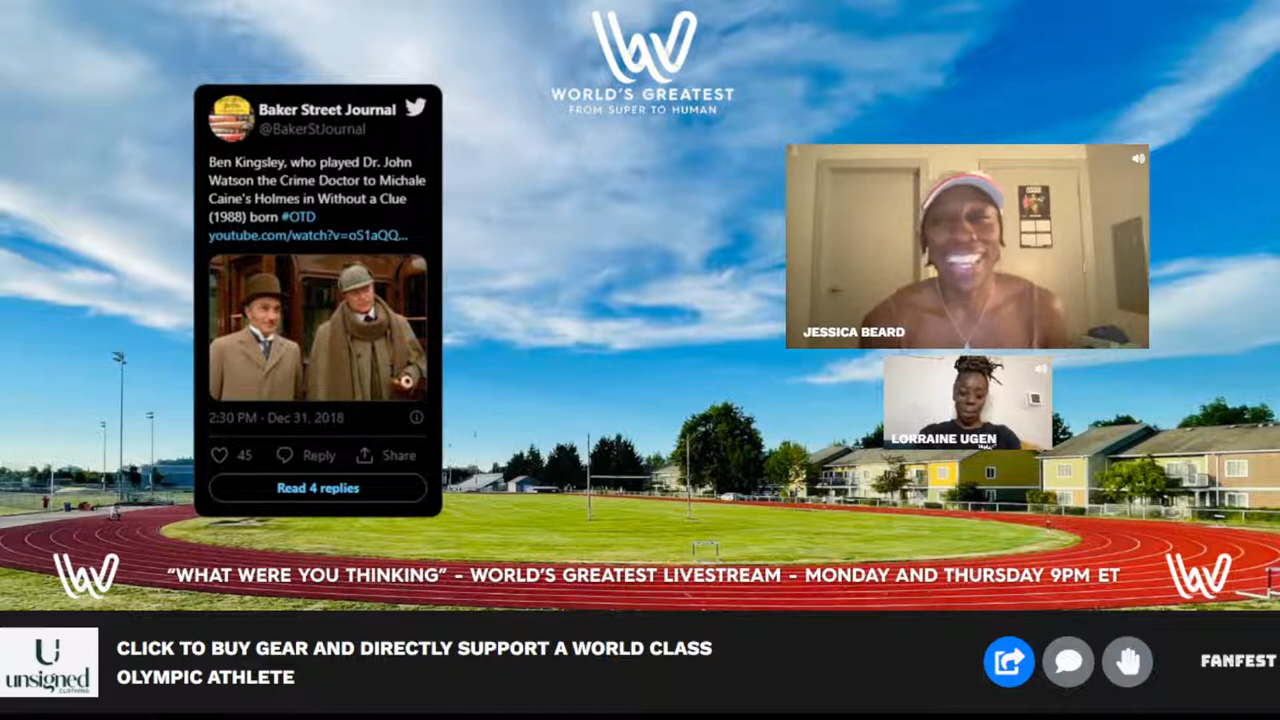 WORLD'S GREATEST
FROM SUPER TO HUMAN
Baker Street Journal
@BakerStJournal
Ben Kingsley, who played Dr. John
Watson the Crime Doctor to Michale
Caine's Holmes in Without a Clue
(1988) born #OTD
youtube.com/watch?v=oS1aQQ...
2:30 PM · Dec 31, 2018
45 Reply Share
Read 4 replies
JESSICA BEARD
LORRAINE UGEN
"WHAT WERE YOU THINKING" - WORLD'S GREATEST LIVESTREAM - MONDAY AND THURSDAY 9PM ET
U
unsigned
CLOTHING
CLICK TO BUY GEAR AND DIRECTLY SUPPORT A WORLD CLASS
OLYMPIC ATHLETE
FANFEST